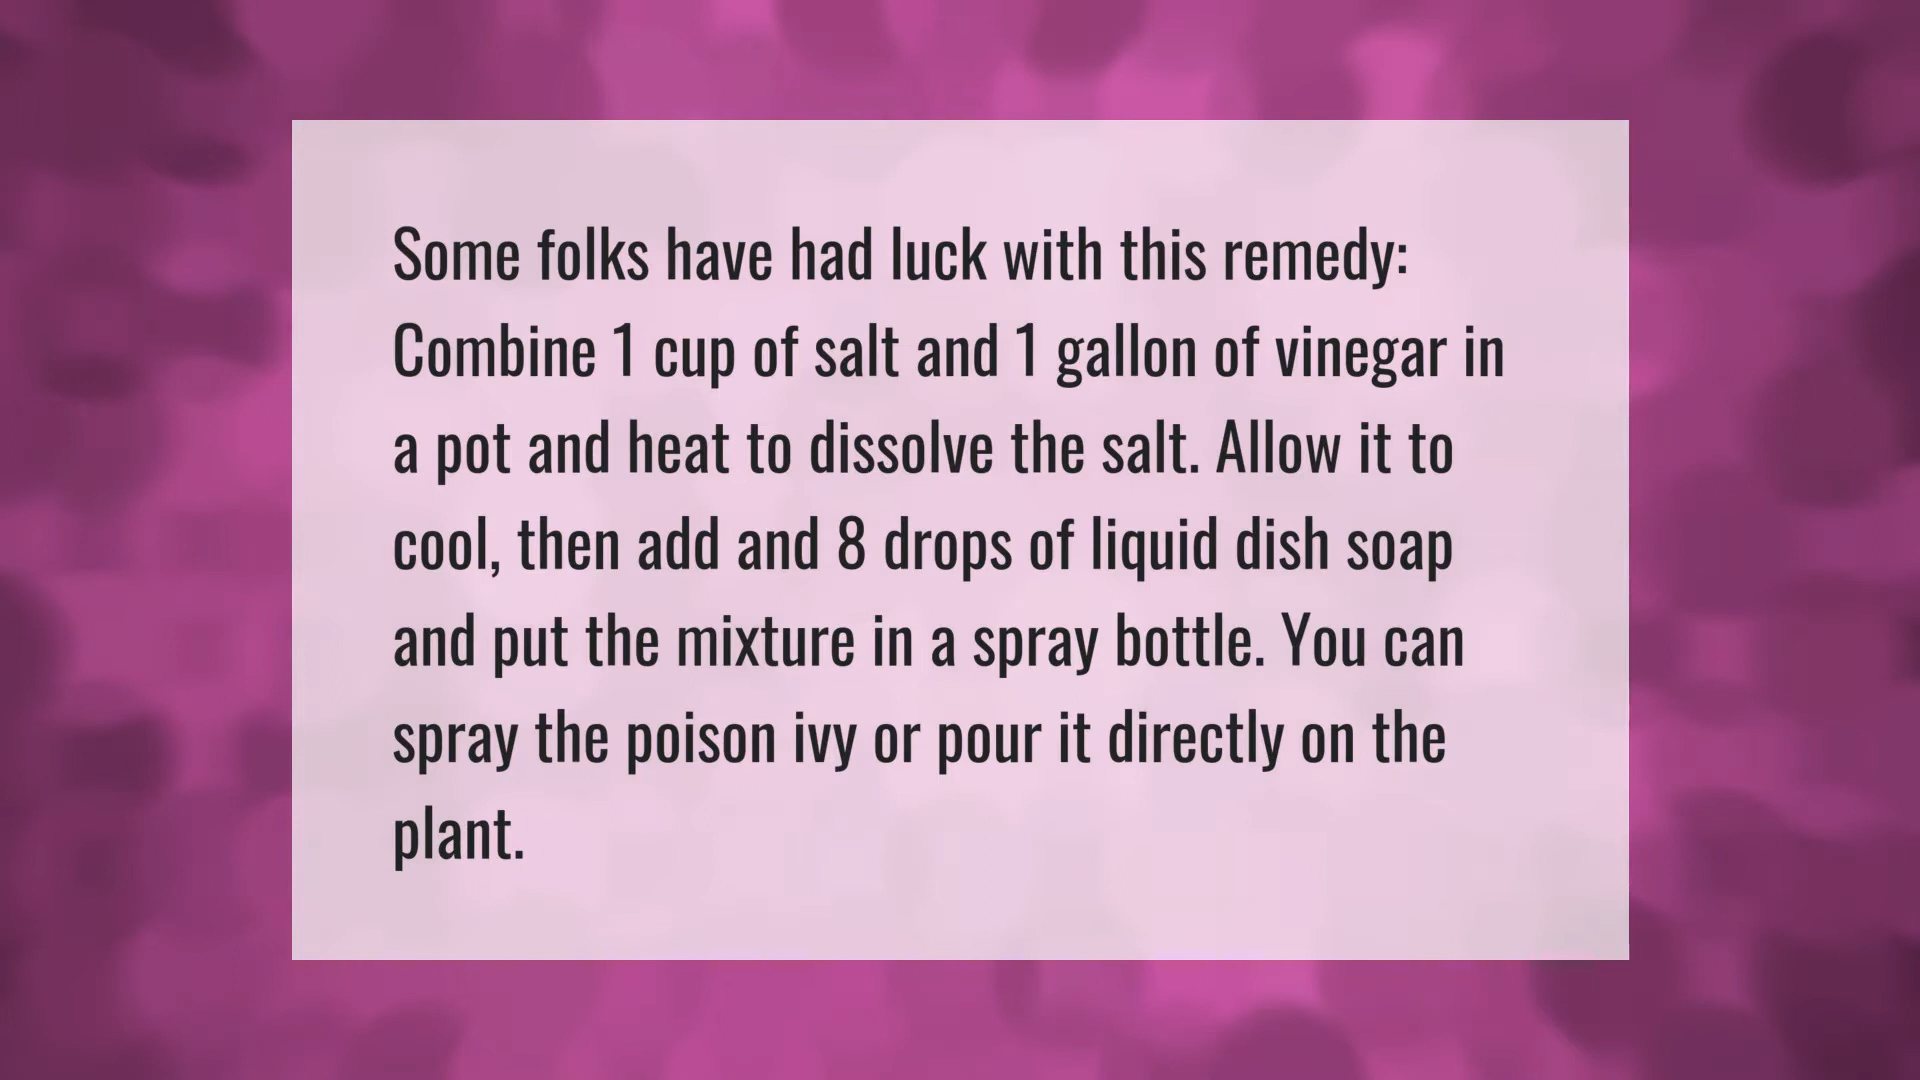 Some folks have had luck with this remedy:
Combine 1 cup of salt and 1 gallon of vinegar in
a pot and heat to dissolve the salt. Allow it to
cool, then add and 8 drops of liquid dish soap
and put the mixture in a spray bottle. You can
spray the poison ivy or pour it directly on the
plant.